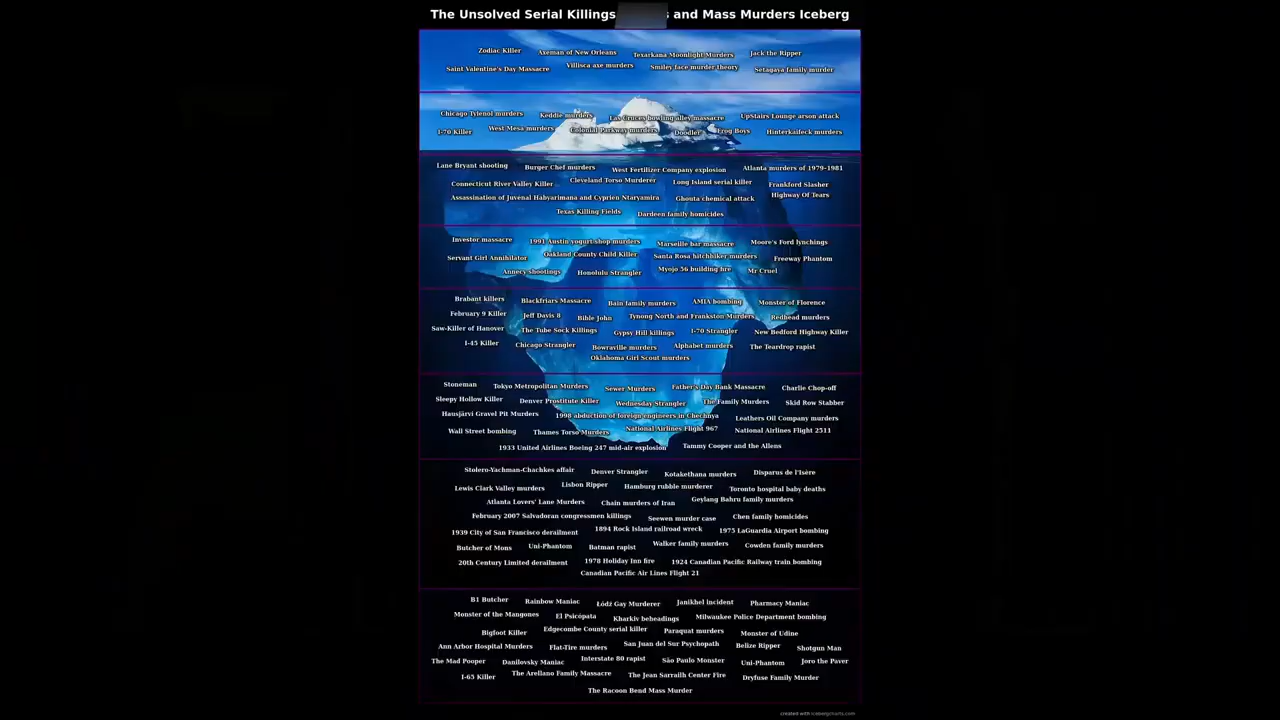 The Unsolved Serial Killings s and Mass Murders Iceberg
Zodiac Killer Axeman of New Orleans Texarkana Moonlight Murders Jack the Ripper
Saint Valentine's Day Massacre Villisca axe murders Smiley face murder theory Setagaya family murder
Chicago Tylenol murders Keddie murders Las Cruces bowling alley massacre UpStairs Lounge arson attack
I-70 Killer West Mesa murders Colonial Parkway murders Doodler Frog Boys Hinterkaifeck murders
Lane Bryant shooting Burger Chef murders West Fertilizer Company explosion Atlanta murders of 1979–1981
Connecticut River Valley Killer Cleveland Torso Murderer Long Island serial killer Frankford Slasher
Assassination of Juvenal Habyarimana and Cyprien Ntaryamira Ghouta chemical attack Highway Of Tears
Texas Killing Fields Dardeen family homicides
Investor massacre 1991 Austin yogurt shop murders Marseille bar massacre Moore's Ford lynchings
Servant Girl Annihilator Oakland County Child Killer Santa Rosa hitchhiker murders Freeway Phantom
Annecy shootings Honolulu Strangler Myojo 56 building fire Mr Cruel
Brabant killers Blackfriars Massacre Bain family murders AMIA bombing Monster of Florence
February 9 Killer Jeff Davis 8 Bible John Tynong North and Frankston Murders Redhead murders
Saw-Killer of Hanover The Tube Sock Killings Gypsy Hill killings I-70 Strangler New Bedford Highway Killer
I-45 Killer Chicago Strangler Bowraville murders Alphabet murders The Teardrop rapist
Oklahoma Girl Scout murders
Stoneman Tokyo Metropolitan Murders Sewer Murders Father's Day Bank Massacre Charlie Chop-off
Sleepy Hollow Killer Denver Prostitute Killer Wednesday Strangler The Family Murders Skid Row Stabber
Hausjärvi Gravel Pit Murders 1998 abduction of foreign engineers in Chechnya Leathers Oil Company murders
Wall Street bombing Thames Torso Murders National Airlines Flight 967 National Airlines Flight 2511
1933 United Airlines Boeing 247 mid-air explosion Tammy Cooper and the Allens
Stolero-Yachman-Chachkes affair Denver Strangler Kotakethana murders Disparus de l'Isère
Lewis Clark Valley murders Lisbon Ripper Hamburg rubble murderer Toronto hospital baby deaths
Atlanta Lovers' Lane Murders Chain murders of Iran Geylang Bahru family murders
February 2007 Salvadoran congressmen killings Seewen murder case Chen family homicides
1939 City of San Francisco derailment 1894 Rock Island railroad wreck 1975 LaGuardia Airport bombing
Butcher of Mons Uni-Phantom Batman rapist Walker family murders Cowden family murders
20th Century Limited derailment 1978 Holiday Inn fire 1924 Canadian Pacific Railway train bombing
Canadian Pacific Air Lines Flight 21
B1 Butcher Rainbow Maniac Łódź Gay Murderer Janikhel incident Pharmacy Maniac
Monster of the Mangones El Psicópata Kharkiv beheadings Milwaukee Police Department bombing
Bigfoot Killer Edgecombe County serial killer Paraquat murders Monster of Udine
Ann Arbor Hospital Murders Flat-Tire murders San Juan del Sur Psychopath Belize Ripper Shotgun Man
The Mad Pooper Danilovsky Maniac Interstate 80 rapist São Paulo Monster Uni-Phantom Joro the Paver
I-65 Killer The Arellano Family Massacre The Jean Sarrailh Center Fire Dryfuse Family Murder
The Racoon Bend Mass Murder
created with icebergcharts.com